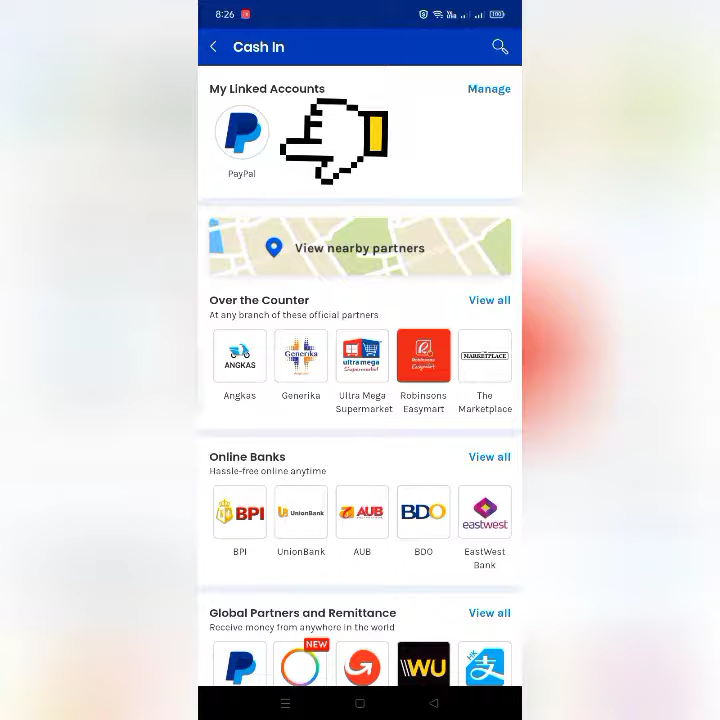 8:26
100
Cash In
My Linked Accounts
Manage
PayPal
View nearby partners
Over the Counter
View all
At any branch of these official partners
ANGKAS
Generika
ultra mega
Supermarket
Robinsons
Easymart
MARKETPLACE
Angkas
Generika
Ultra Mega
Supermarket
Robinsons
Easymart
The
Marketplace
Online Banks
View all
Hassle-free online anytime
BPI
UnionBank
AUB
BDO
eastwest
BPI
UnionBank
AUB
BDO
EastWest
Bank
Global Partners and Remittance
View all
Receive money from anywhere in the world
NEW
WU
HK
支